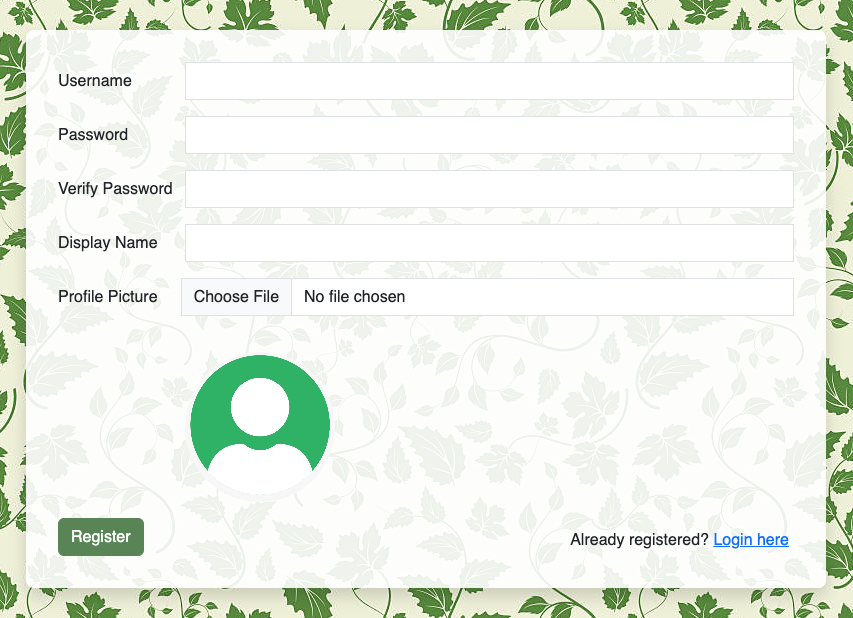 Username
Password
Verify Password
Display Name
Profile Picture Choose File No file chosen
Register
Already registered? Login here